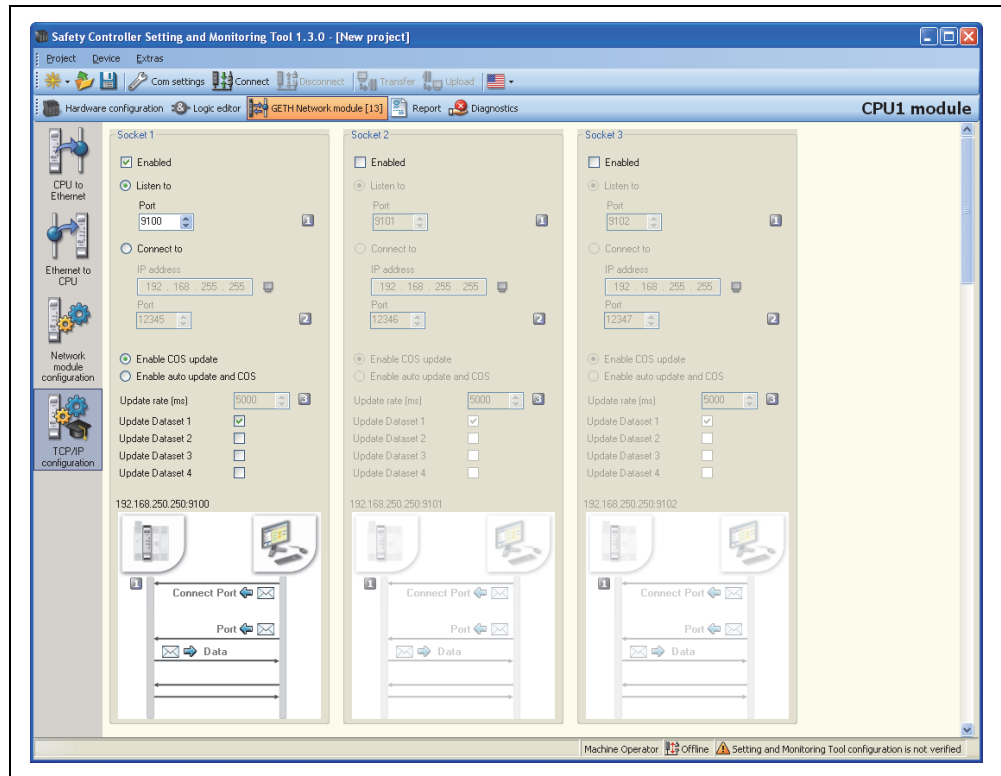 Safety Controller Setting and Monitoring Tool 1.3.0 - [New project]
Project Device Extras
Com settings Connect Disconnect Transfer Upload
Hardware configuration Logic editor GETH Network module [13] Report Diagnostics CPU1 module
CPU to
Ethernet
Ethernet to
CPU
Network
module
configuration
TCP/IP
configuration
Socket 1
Enabled
Listen to
Port
9100 1
Connect to
IP address
192 . 168 . 255 . 255
Port
12345 2
Enable COS update
Enable auto update and COS
Update rate (ms) 5000 3
Update Dataset 1
Update Dataset 2
Update Dataset 3
Update Dataset 4
192.168.250.250:9100
1
Connect Port
Port
Data
Socket 2
Enabled
Listen to
Port
9101 1
Connect to
IP address
192 . 168 . 255 . 255
Port
12346 2
Enable COS update
Enable auto update and COS
Update rate (ms) 5000 3
Update Dataset 1
Update Dataset 2
Update Dataset 3
Update Dataset 4
192.168.250.250:9101
1
Connect Port
Port
Data
Socket 3
Enabled
Listen to
Port
9102 1
Connect to
IP address
192 . 168 . 255 . 255
Port
12347 2
Enable COS update
Enable auto update and COS
Update rate (ms) 5000 3
Update Dataset 1
Update Dataset 2
Update Dataset 3
Update Dataset 4
192.168.250.250:9102
1
Connect Port
Port
Data
Machine Operator Offline Setting and Monitoring Tool configuration is not verified